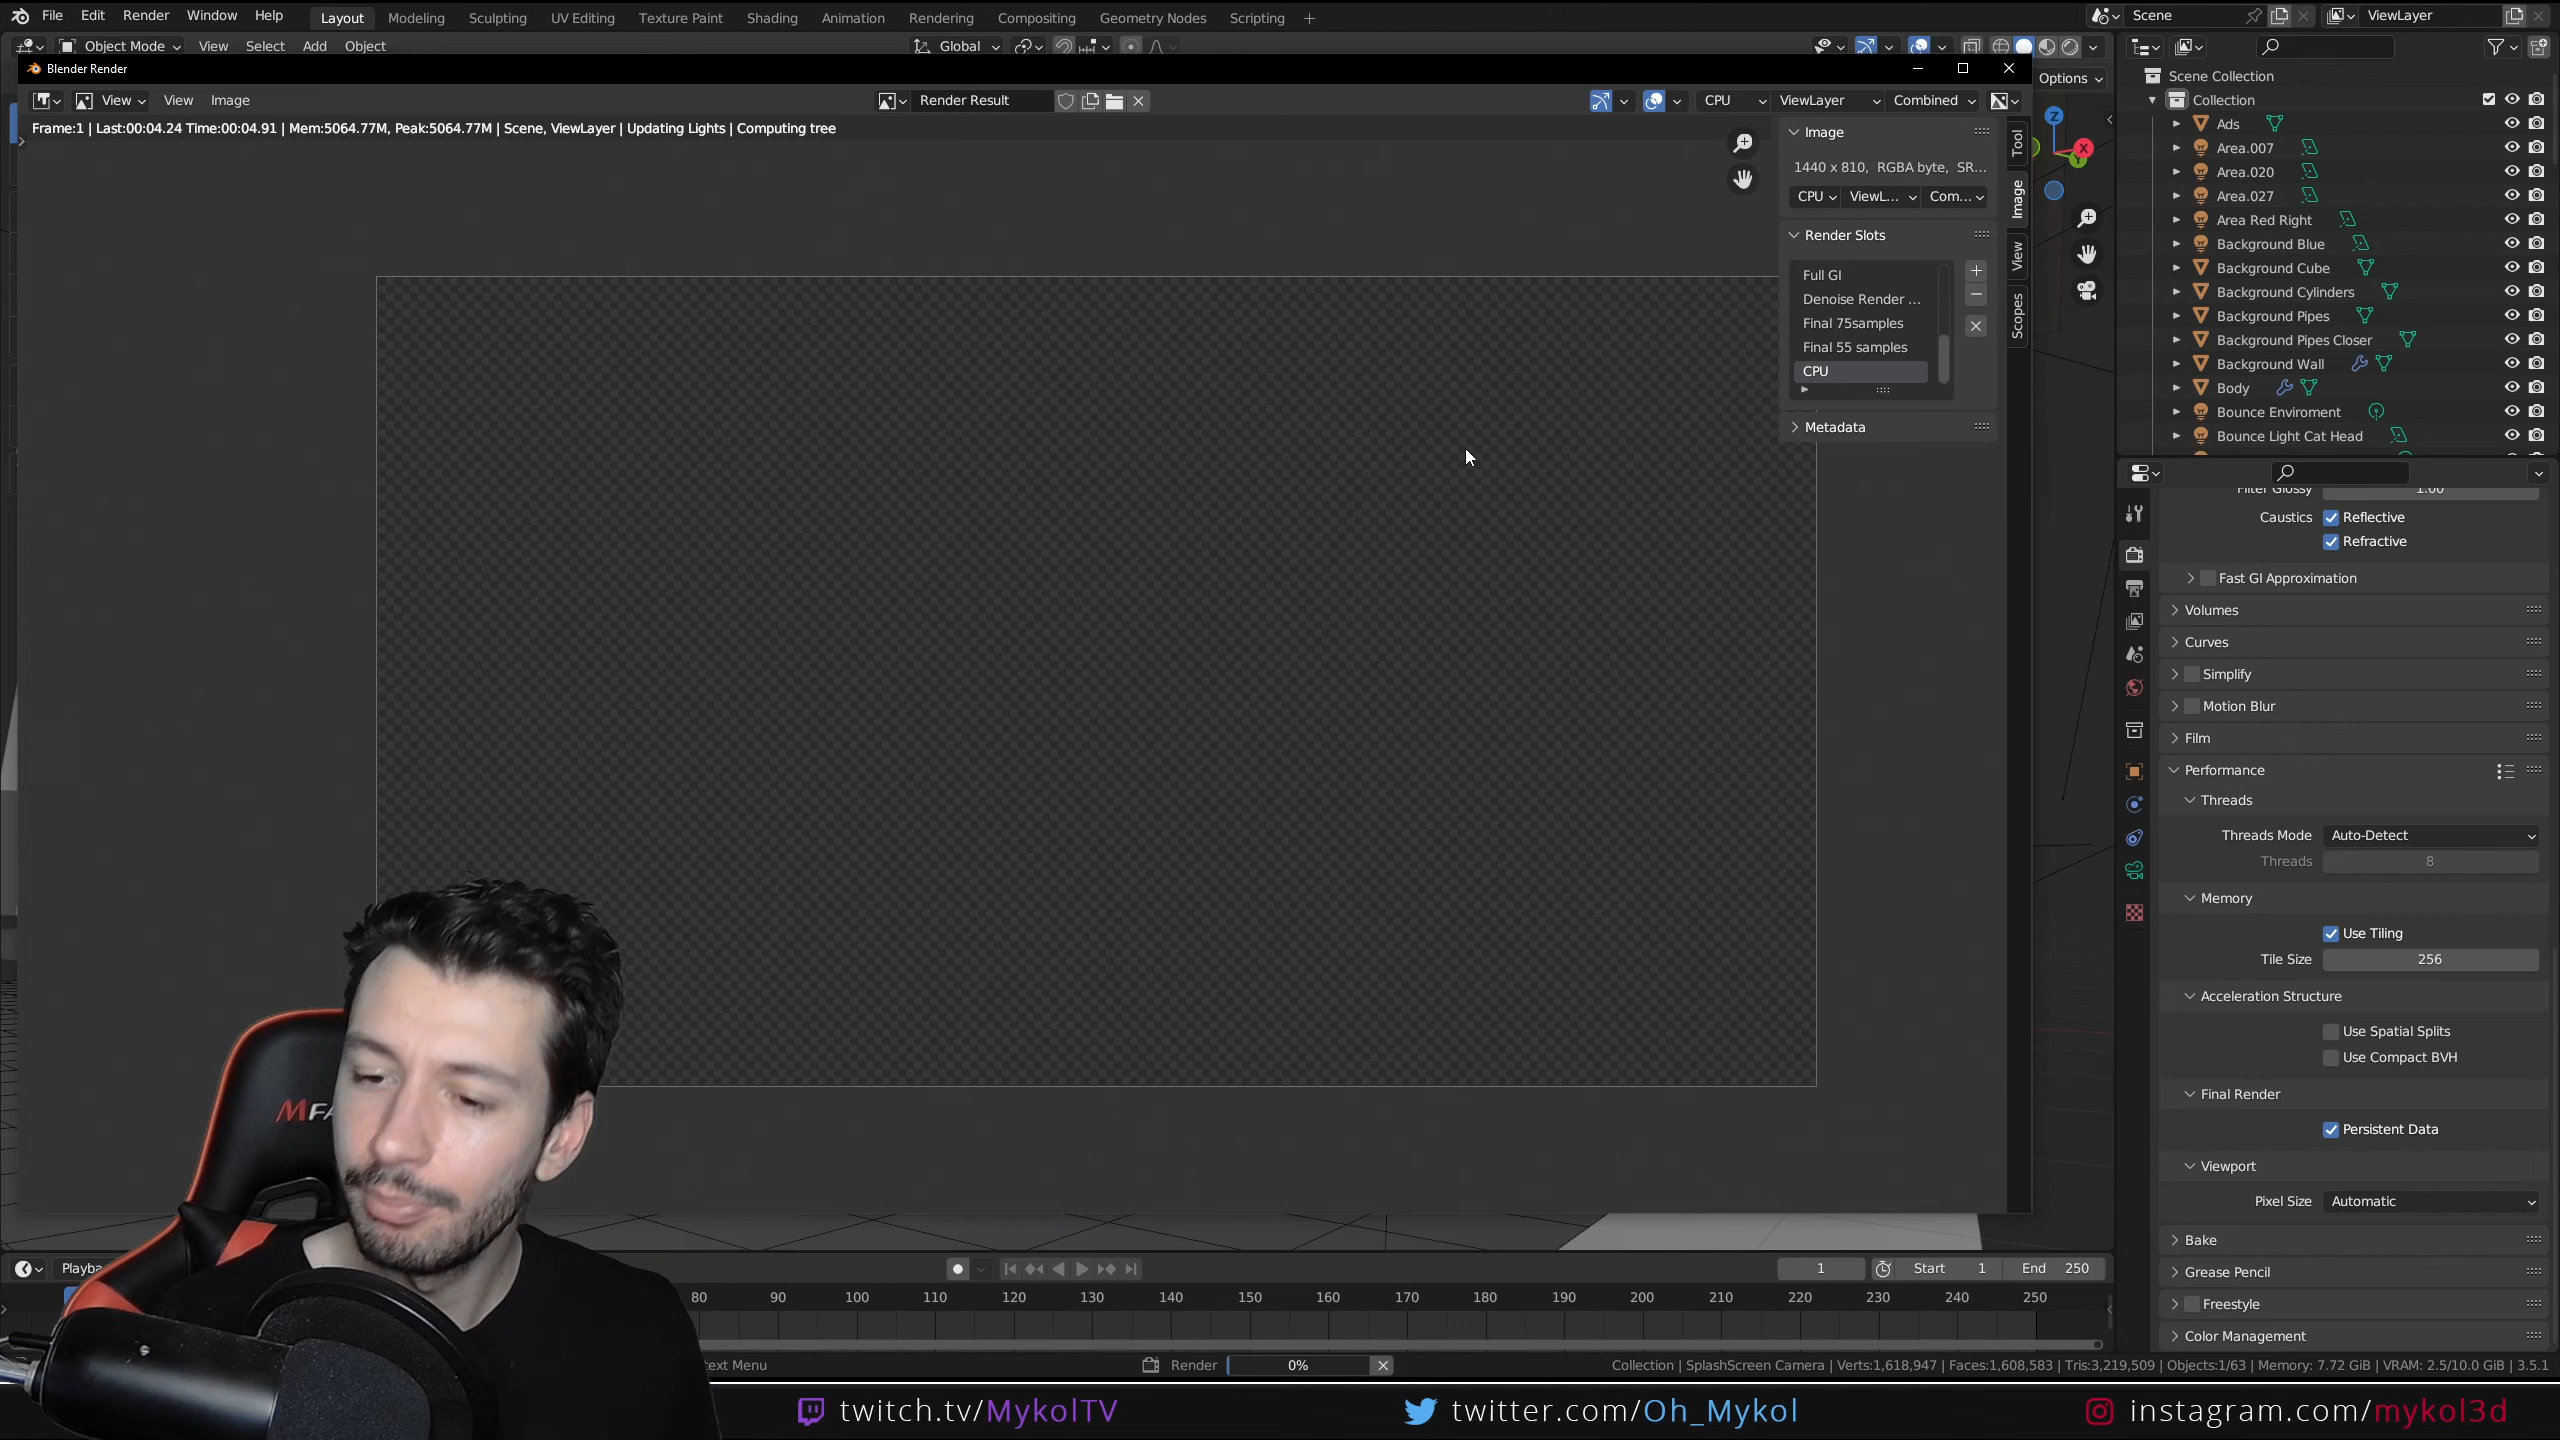 File Edit Render Window Help Layout Modeling Sculpting UV Editing Texture Paint Shading Animation Rendering Compositing Geometry Nodes Scripting + Scene ViewLayer
Object Mode View Select Add Object Global
Blender Render
Options
View View Image Render Result CPU ViewLayer Combined
Frame:1 | Last:00:04.24 Time:00:04.91 | Mem:5064.77M, Peak:5064.77M | Scene, ViewLayer | Updating Lights | Computing tree
Image
1440 x 810, RGBA byte, SR...
CPU ViewL... Com...
Render Slots
Full GI
Denoise Render ...
Final 75samples
Final 55 samples
CPU
Metadata
Tool
Image
View
Scopes
Z
X
Y
Scene Collection
Collection
Ads
Area.007
Area.020
Area.027
Area Red Right
Background Blue
Background Cube
Background Cylinders
Background Pipes
Background Pipes Closer
Background Wall
Body
Bounce Enviroment
Bounce Light Cat Head
Filter Glossy 1.00
Caustics Reflective
Refractive
Fast GI Approximation
Volumes
Curves
Simplify
Motion Blur
Film
Performance
Threads
Threads Mode Auto-Detect
Threads 8
Memory
Use Tiling
Tile Size 256
Acceleration Structure
Use Spatial Splits
Use Compact BVH
Final Render
Persistent Data
Viewport
Pixel Size Automatic
Bake
Grease Pencil
Freestyle
Color Management
MFA
Playba 1 Start 1 End 250
80 90 100 110 120 130 140 150 160 170 180 190 200 210 220 230 240 250
text Menu Render 0% Collection | SplashScreen Camera | Verts:1,618,947 | Faces:1,608,583 | Tris:3,219,509 | Objects:1/63 | Memory: 7.72 GiB | VRAM: 2.5/10.0 GiB | 3.5.1
twitch.tv/MykolTV twitter.com/Oh_Mykol instagram.com/mykol3d